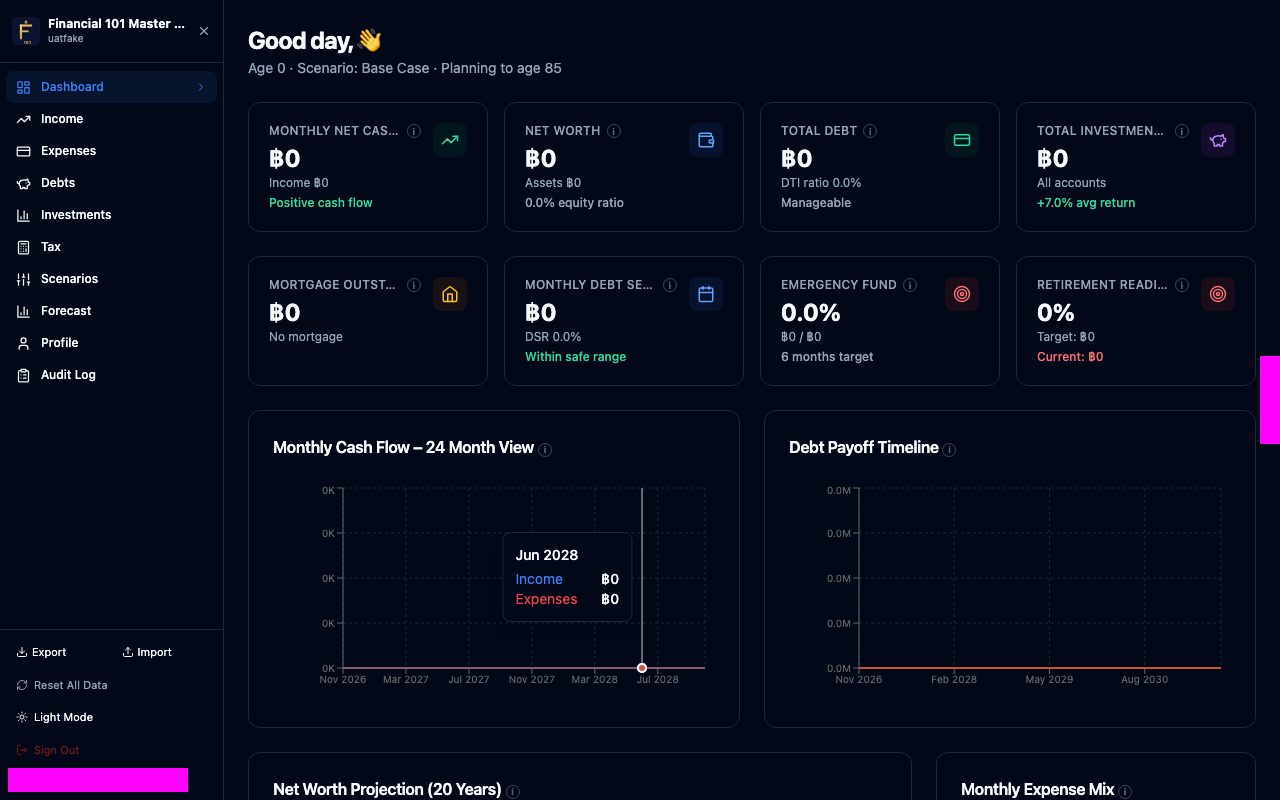 Financial 101 Master ...
uatfake
Dashboard
Income
Expenses
Debts
Investments
Tax
Scenarios
Forecast
Profile
Audit Log
Export
Import
Reset All Data
Light Mode
Sign Out
Good day,👋
Age 0 · Scenario: Base Case · Planning to age 85
MONTHLY NET CAS...
฿0
Income ฿0
Positive cash flow
NET WORTH
฿0
Assets ฿0
0.0% equity ratio
TOTAL DEBT
฿0
DTI ratio 0.0%
Manageable
TOTAL INVESTMEN...
฿0
All accounts
+7.0% avg return
MORTGAGE OUTST...
฿0
No mortgage
MONTHLY DEBT SE...
฿0
DSR 0.0%
Within safe range
EMERGENCY FUND
0.0%
฿0 / ฿0
6 months target
RETIREMENT READI...
0%
Target: ฿0
Current: ฿0
Monthly Cash Flow – 24 Month View
0K
0K
0K
0K
0K
Nov 2026 Mar 2027 Jul 2027 Nov 2027 Mar 2028 Jul 2028
Jun 2028
Income ฿0
Expenses ฿0
Debt Payoff Timeline
0.0M
0.0M
0.0M
0.0M
0.0M
Nov 2026 Feb 2028 May 2029 Aug 2030
Net Worth Projection (20 Years)
Monthly Expense Mix